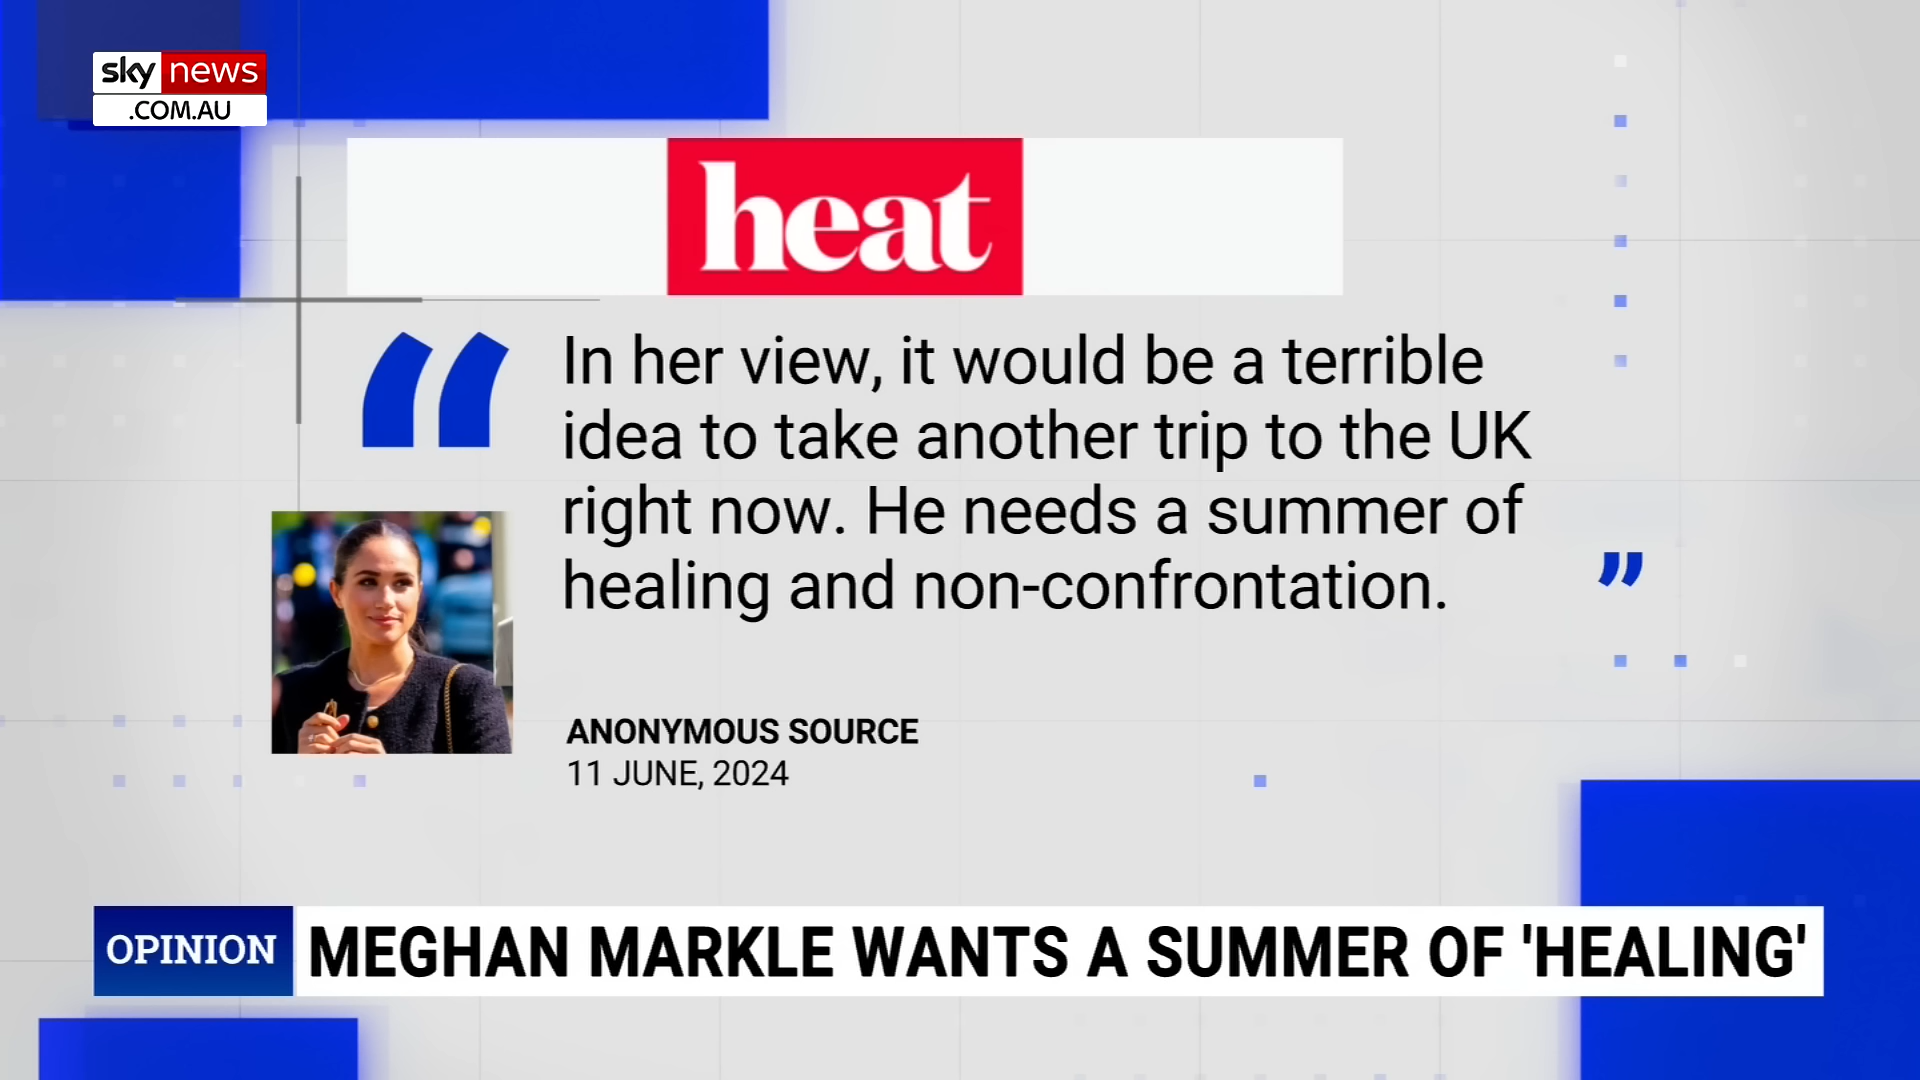 sky news
.COM.AU
heat
“ In her view, it would be a terrible
idea to take another trip to the UK
right now. He needs a summer of
healing and non-confrontation. ”
ANONYMOUS SOURCE
11 JUNE, 2024
OPINION MEGHAN MARKLE WANTS A SUMMER OF 'HEALING'